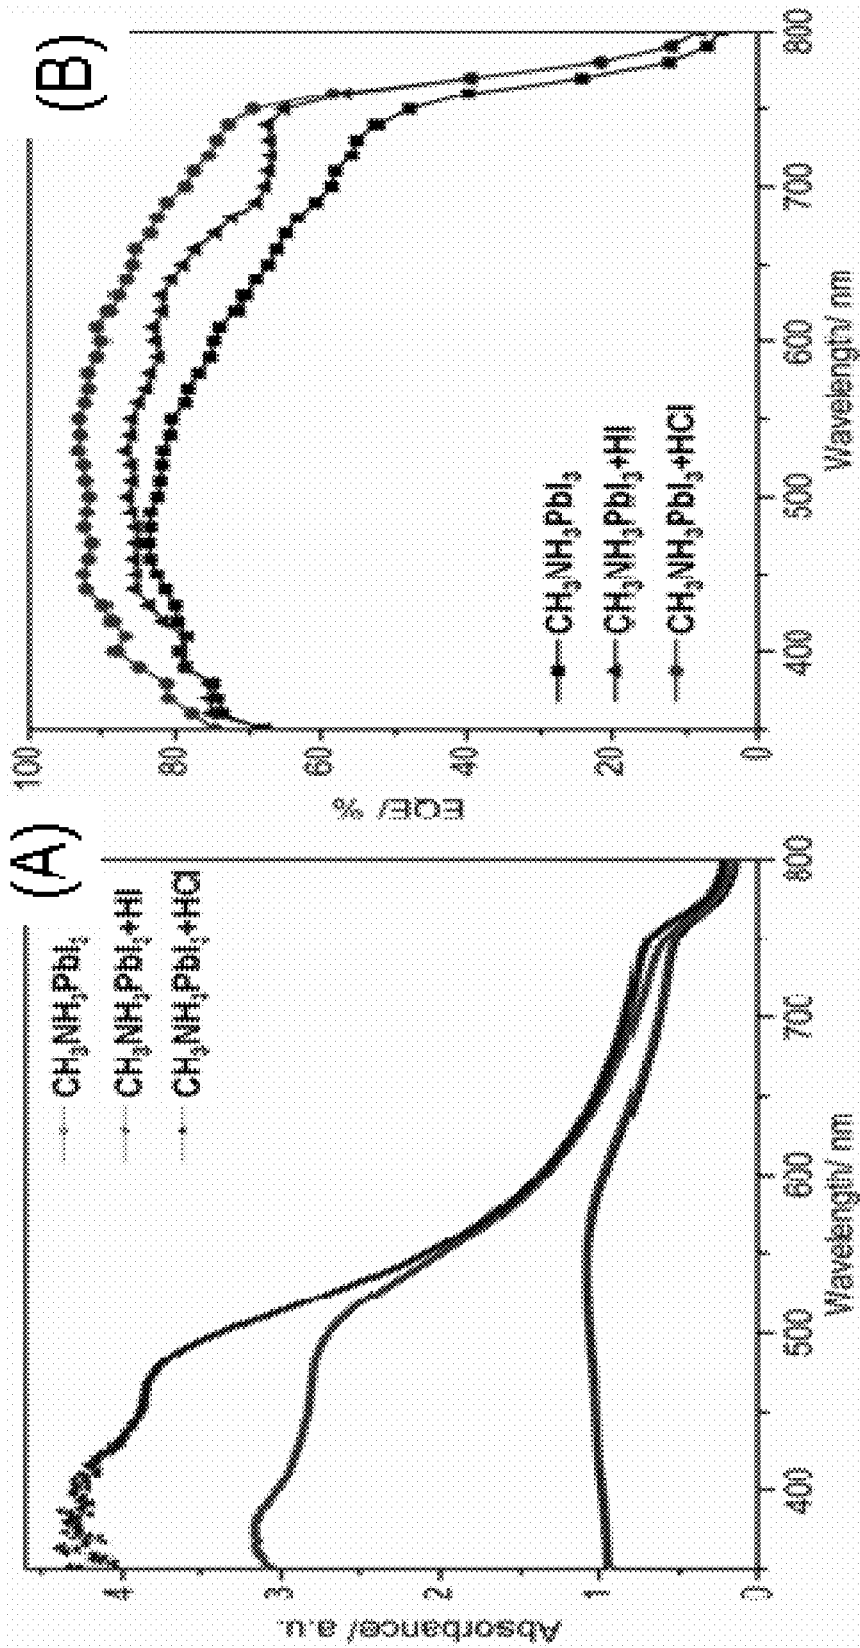 (A)
CH3NH3PbI3
CH3NH3PbI3+HI
CH3NH3PbI3+HCl
Absorbance/ a.u.
4
3
2
1
0
400
500
600
700
800
Wavelength/ nm
(B)
EQE/ %
100
80
60
40
20
0
CH3NH3PbI3
CH3NH3PbI3+HI
CH3NH3PbI3+HCl
400
500
600
700
800
Wavelength/ nm